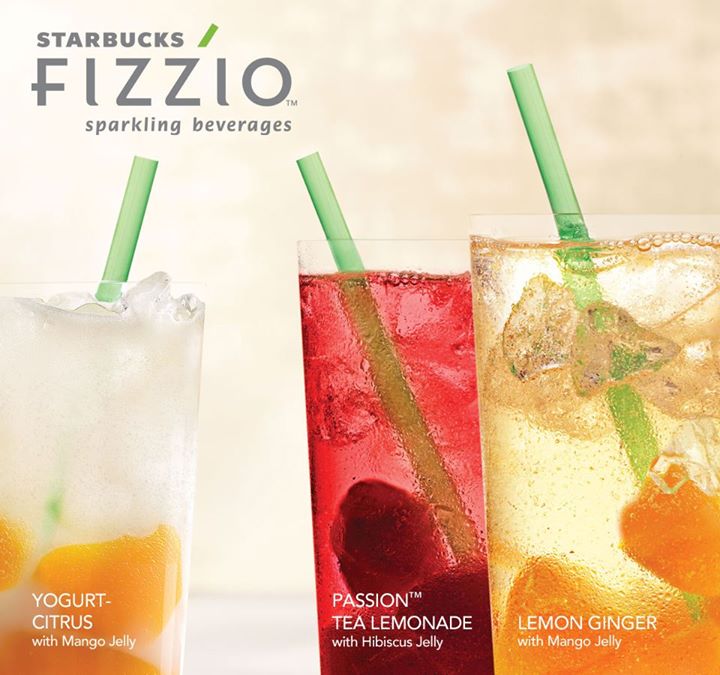 STARBUCKS
FIZZIO™
sparkling beverages
YOGURT-
CITRUS
with Mango Jelly
PASSION™
TEA LEMONADE
with Hibiscus Jelly
LEMON GINGER
with Mango Jelly